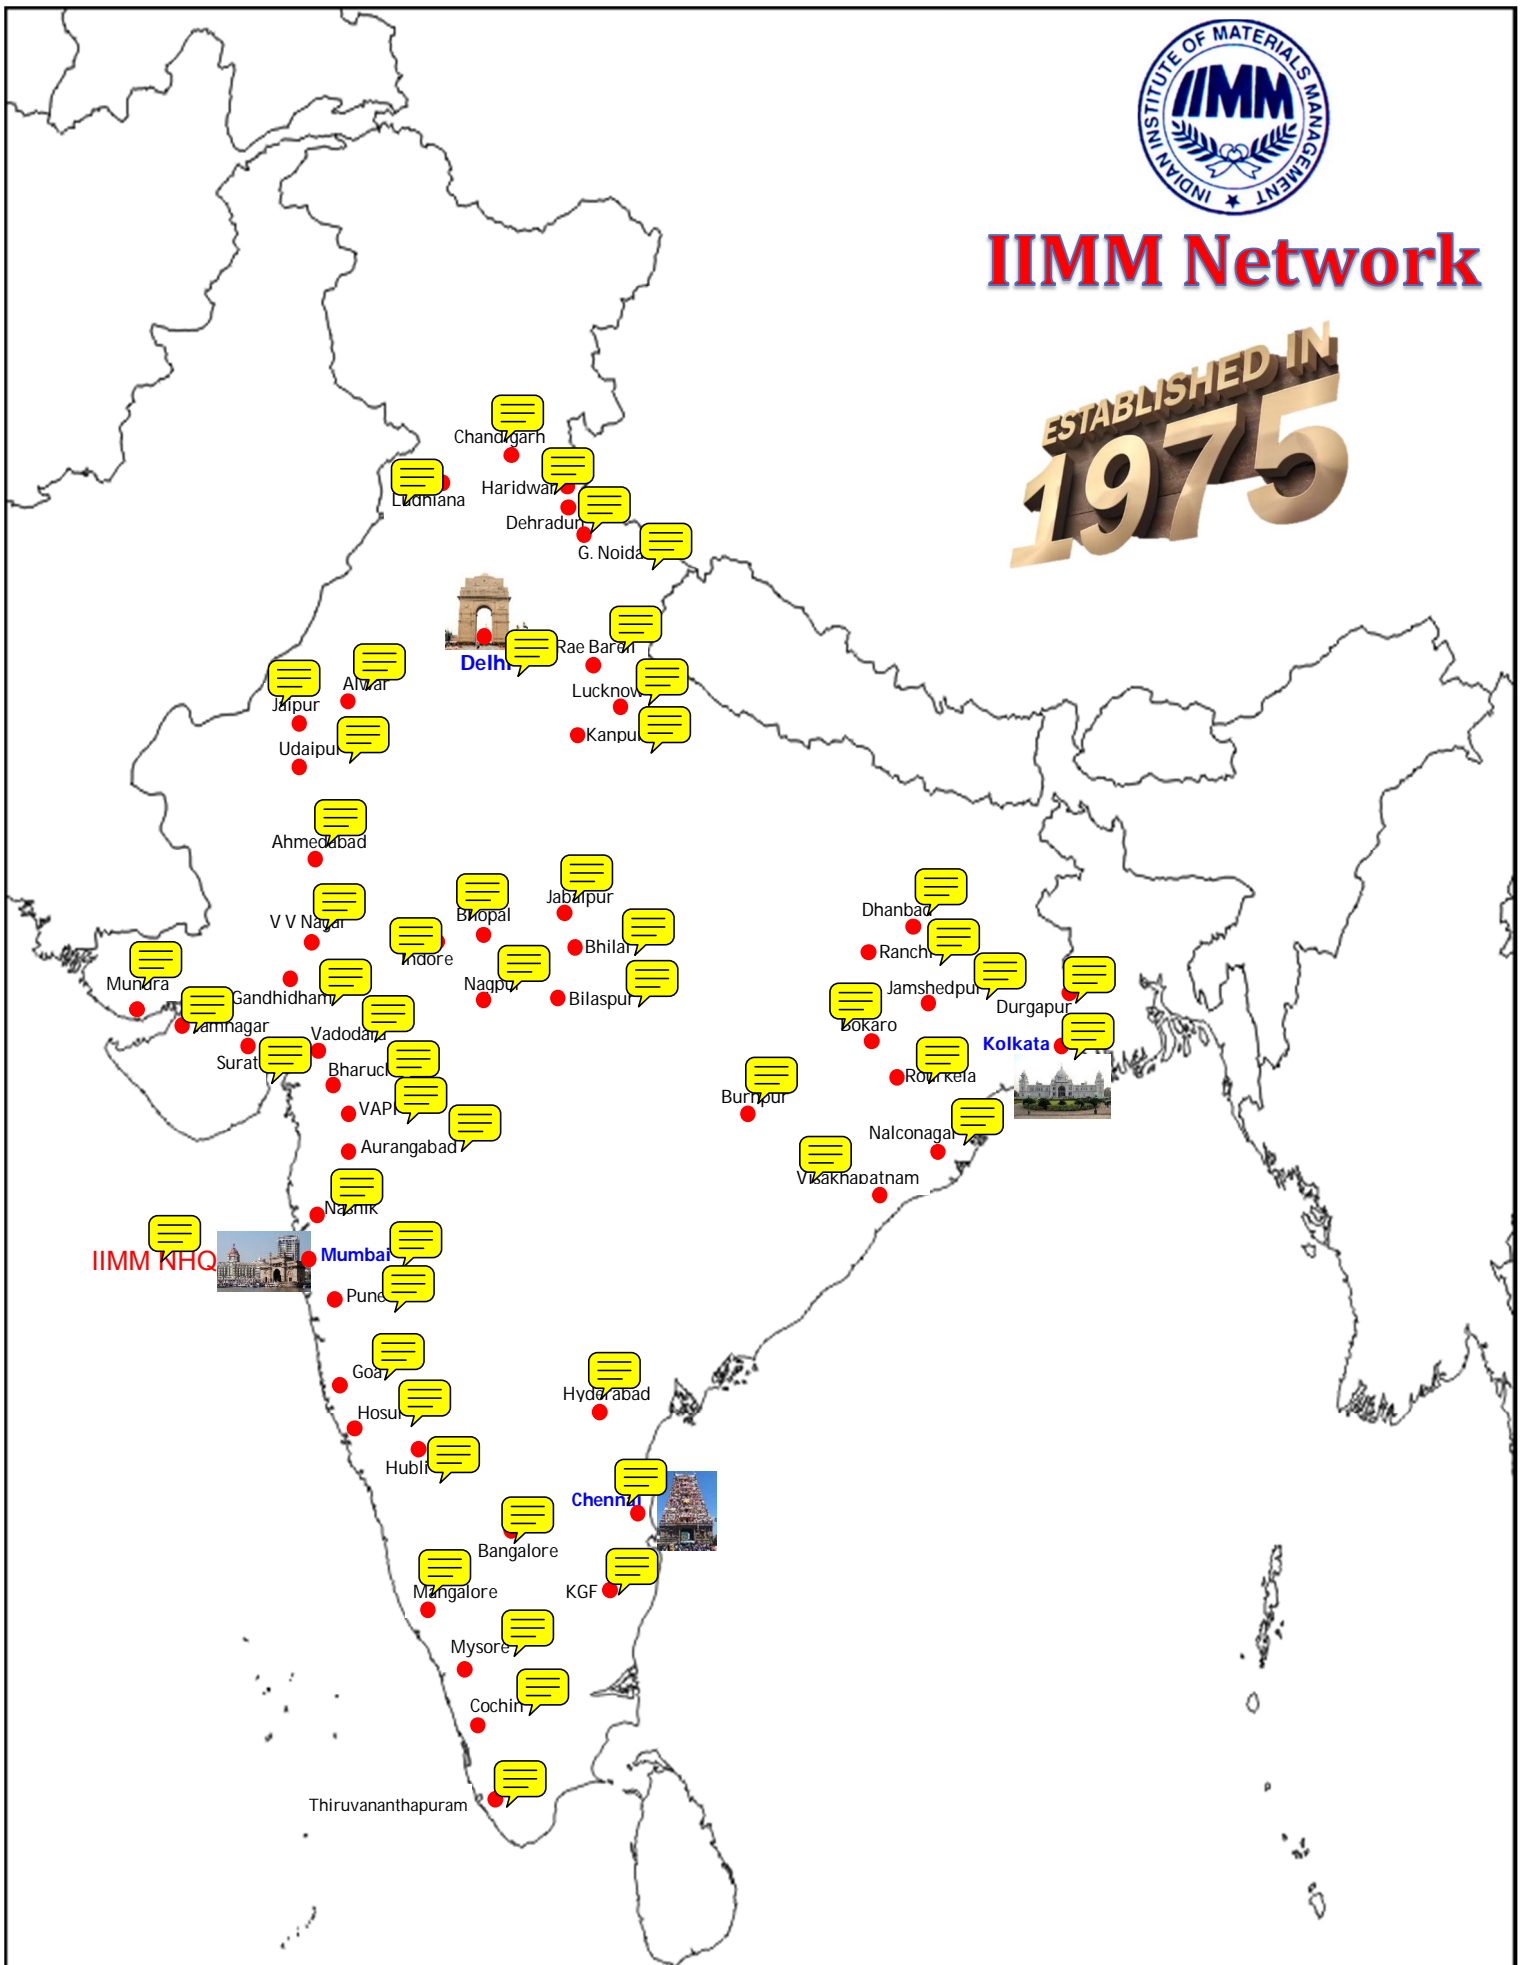 INDIAN INSTITUTE OF MATERIALS MANAGEMENT
IIMM
IIMM Network
ESTABLISHED IN
1975
Chandigarh
Ludhiana
Haridwar
Dehradun
G. Noida
Delhi
Rae Bareli
Lucknow
Kanpur
Alwar
Jaipur
Udaipur
Ahmedabad
V V Nagar
Bhopal
Indore
Jabalpur
Bhilai
Nagpur
Bilaspur
Dhanbad
Ranchi
Jamshedpur
Durgapur
Bokaro
Kolkata
Rourkela
Burnpur
Nalconagar
Visakhapatnam
Mundra
Gandhidham
Jamnagar
Vadodara
Surat
Bharuch
VAPI
Aurangabad
Nashik
IIMM NHQ
Mumbai
Pune
Goa
Hosur
Hubli
Hyderabad
Chennai
Bangalore
Mangalore
KGF
Mysore
Cochin
Thiruvananthapuram